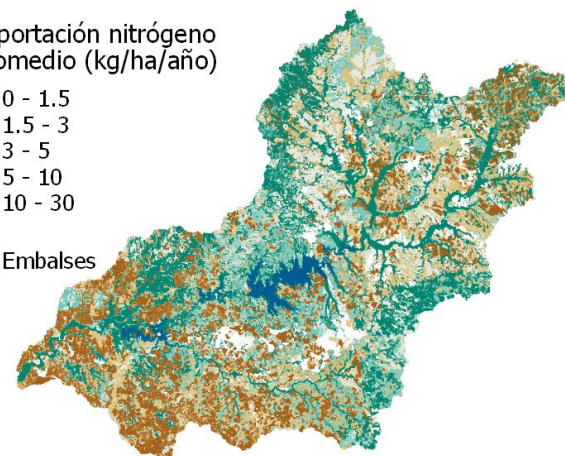 portación nitrógeno
omedio (kg/ha/año)
0 - 1.5
1.5 - 3
3 - 5
5 - 10
10 - 30
Embalses